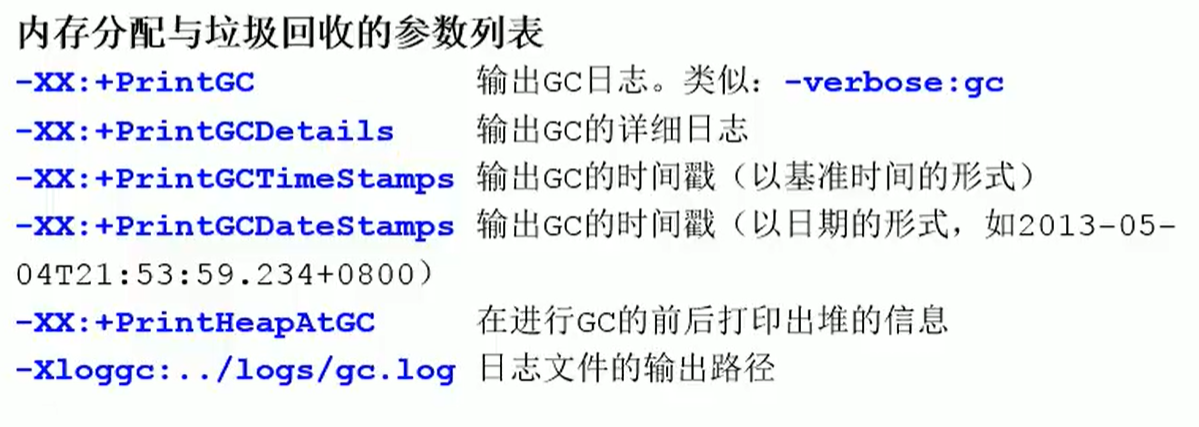 内存分配与垃圾回收的参数列表
-XX:+PrintGC 输出GC日志。类似：-verbose:gc
-XX:+PrintGCDetails 输出GC的详细日志
-XX:+PrintGCTimeStamps 输出GC的时间戳（以基准时间的形式）
-XX:+PrintGCDateStamps 输出GC的时间戳（以日期的形式，如2013-05-
04T21:53:59.234+0800）
-XX:+PrintHeapAtGC 在进行GC的前后打印出堆的信息
-Xloggc:../logs/gc.log 日志文件的输出路径